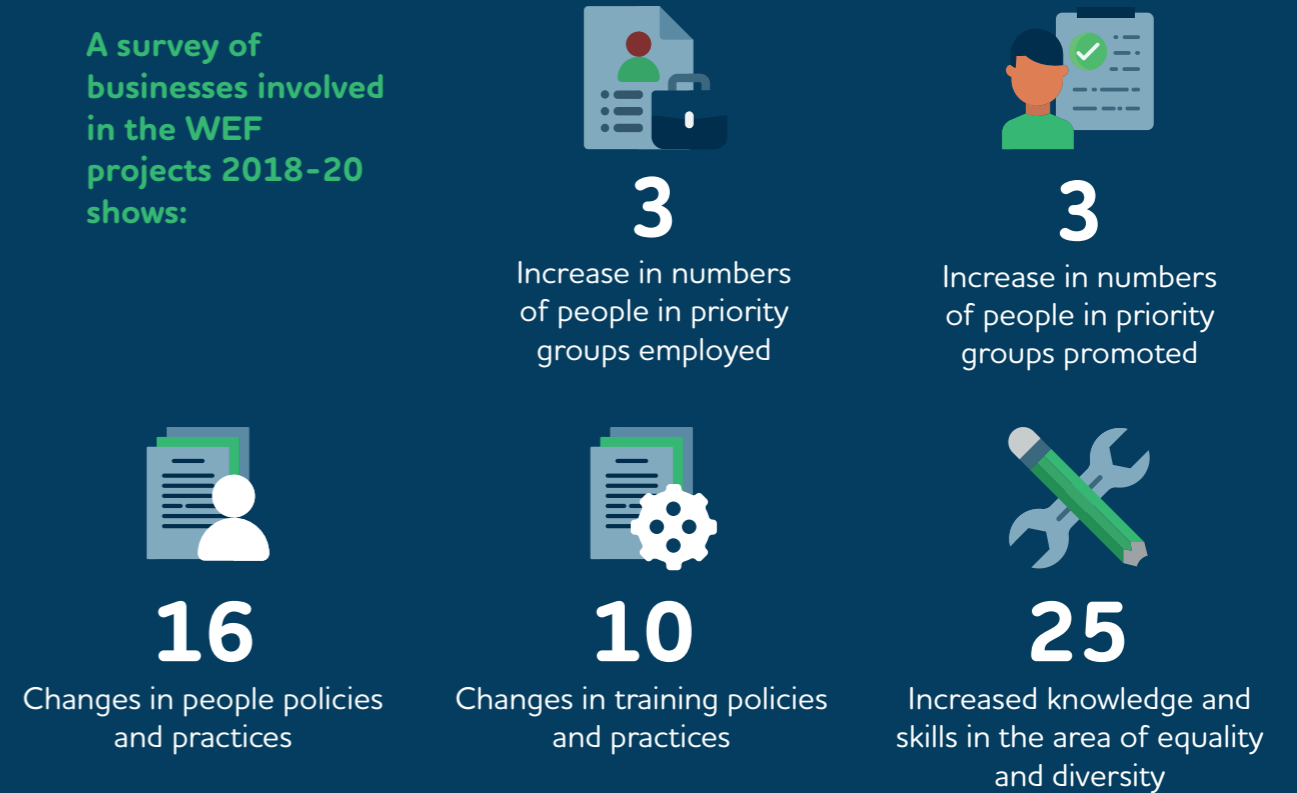 A survey of
businesses involved
in the WEF
projects 2018-20
shows:
3
Increase in numbers
of people in priority
groups employed
3
Increase in numbers
of people in priority
groups promoted
16
Changes in people policies
and practices
10
Changes in training policies
and practices
25
Increased knowledge and
skills in the area of equality
and diversity